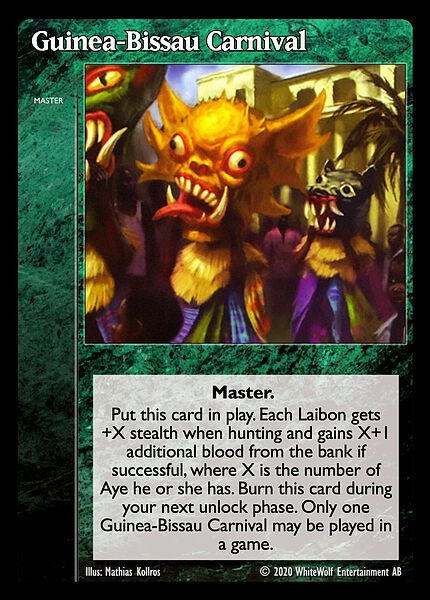 Guinea-Bissau Carnival
MASTER
Master.
Put this card in play. Each Laibon gets
+X stealth when hunting and gains X+1
additional blood from the bank if
successful, where X is the number of
Aye he or she has. Burn this card during
your next unlock phase. Only one
Guinea-Bissau Carnival may be played in
a game.
Illus: Mathias Kollros
© 2020 WhiteWolf Entertainment AB